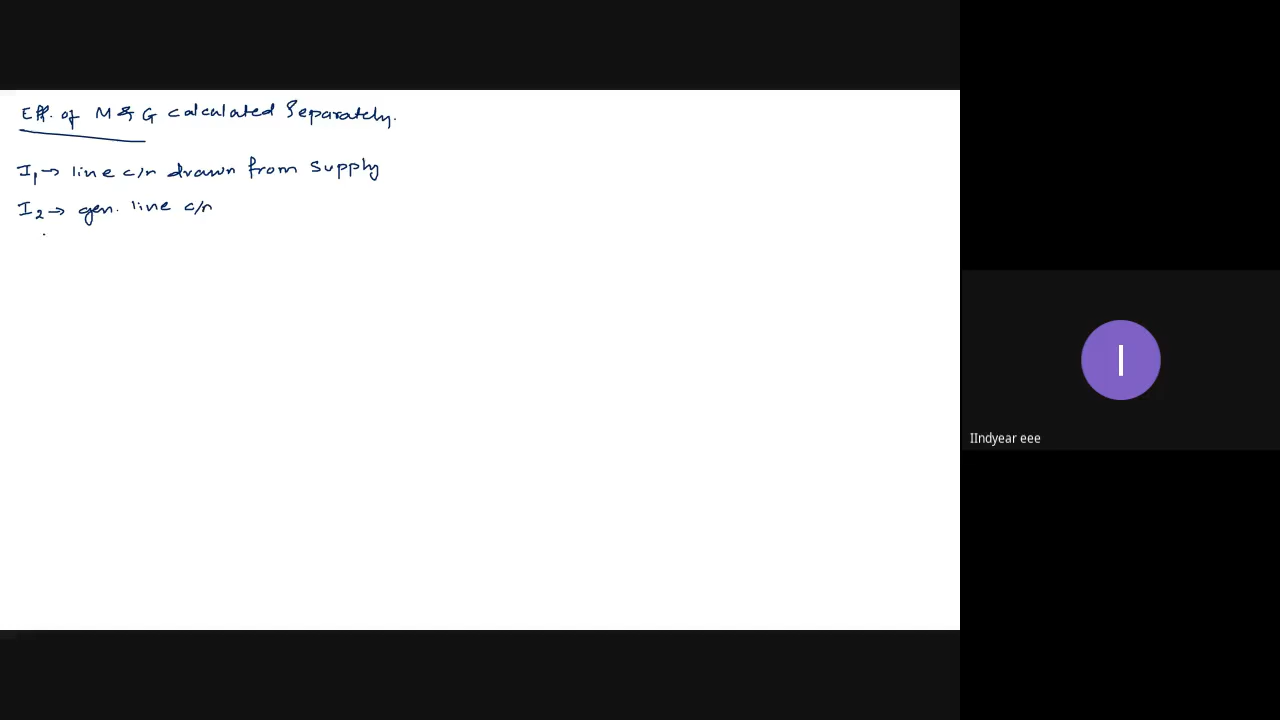 Eff. of M & G calculated Separately.
I₁ → line c/n drawn from supply
I₂ → gen. line c/n
I
IIndyear eee